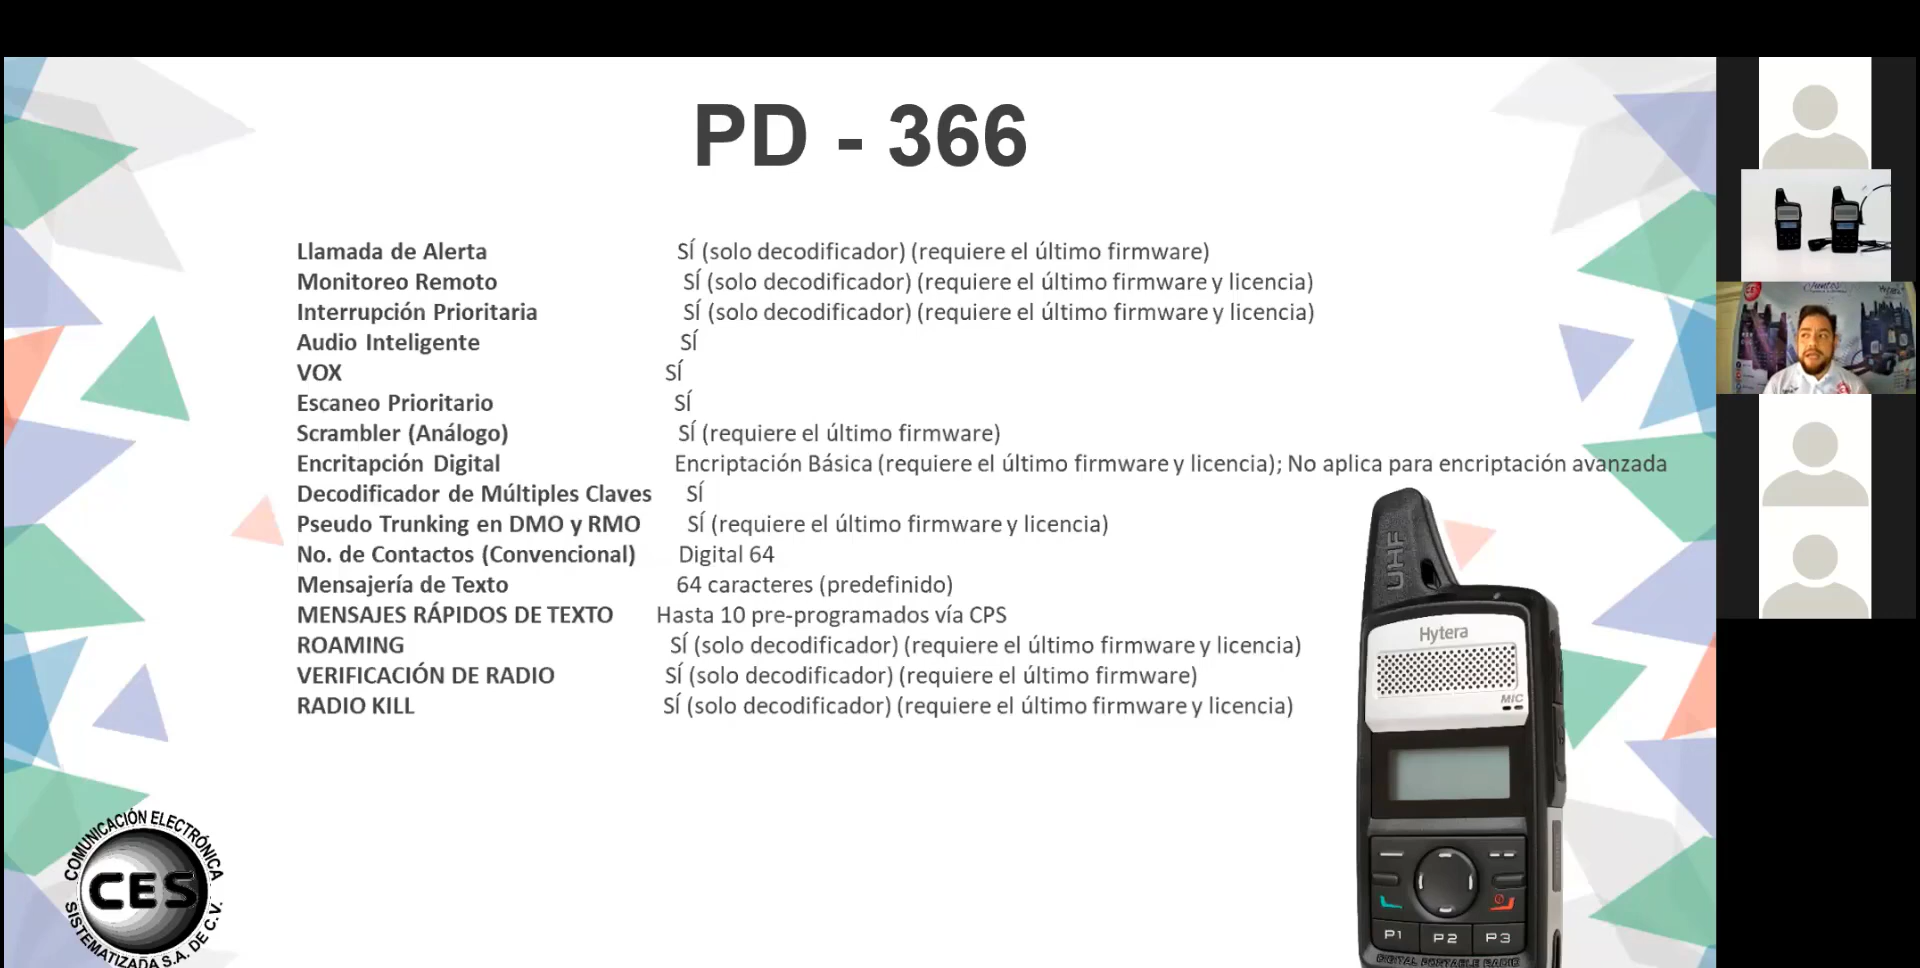 PD - 366
Llamada de Alerta SÍ (solo decodificador) (requiere el último firmware)
Monitoreo Remoto SÍ (solo decodificador) (requiere el último firmware y licencia)
Interrupción Prioritaria SÍ (solo decodificador) (requiere el último firmware y licencia)
Audio Inteligente SÍ
VOX SÍ
Escaneo Prioritario SÍ
Scrambler (Análogo) SÍ (requiere el último firmware)
Encritapción Digital Encriptación Básica (requiere el último firmware y licencia); No aplica para encriptación avanzada
Decodificador de Múltiples Claves SÍ
Pseudo Trunking en DMO y RMO SÍ (requiere el último firmware y licencia)
No. de Contactos (Convencional) Digital 64
Mensajería de Texto 64 caracteres (predefinido)
MENSAJES RÁPIDOS DE TEXTO Hasta 10 pre-programados vía CPS
ROAMING SÍ (solo decodificador) (requiere el último firmware y licencia)
VERIFICACIÓN DE RADIO SÍ (solo decodificador) (requiere el último firmware)
RADIO KILL SÍ (solo decodificador) (requiere el último firmware y licencia)
UHF
Hytera
MIC
P1 P2 P3
DIGITAL PORTABLE RADIO
COMUNICACIÓN ELECTRÓNICA
CES
SISTEMATIZADA S.A. DE C.V.